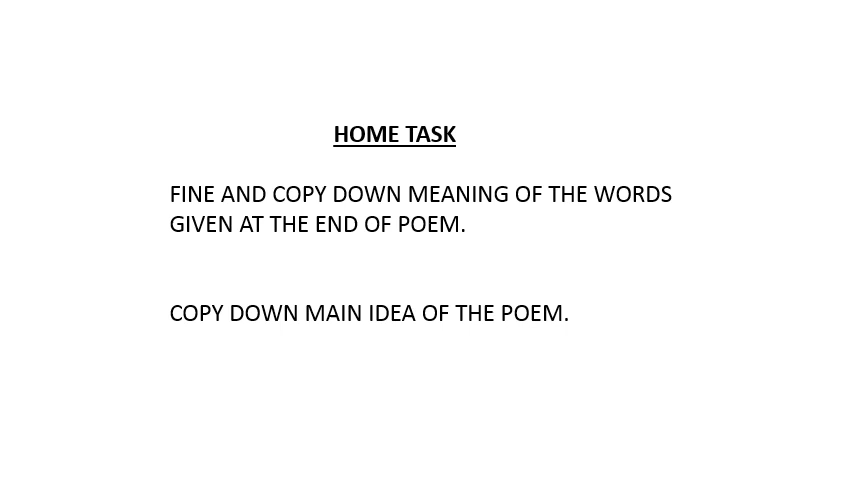 HOME TASK
FINE AND COPY DOWN MEANING OF THE WORDS
GIVEN AT THE END OF POEM.
COPY DOWN MAIN IDEA OF THE POEM.